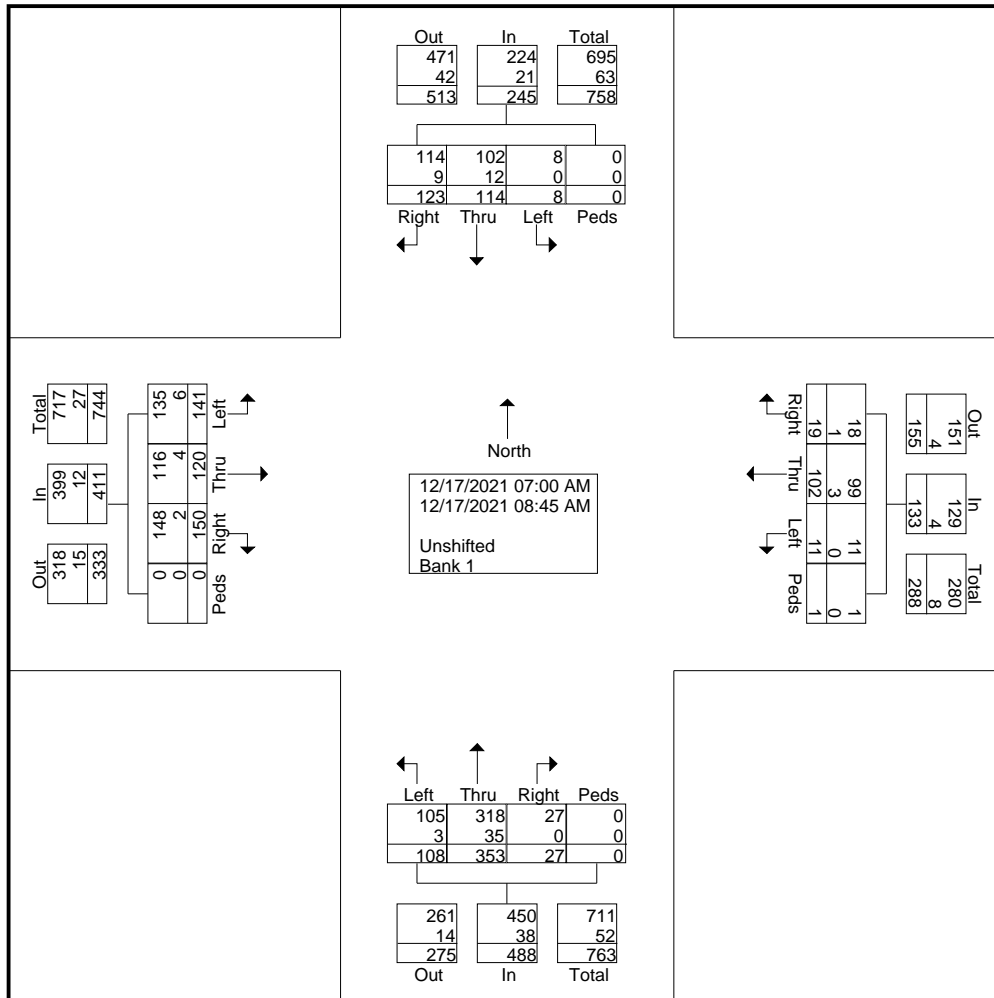 Out In Total
471 224 695
42 21 63
513 245 758
114 102 8 0
9 12 0 0
123 114 8 0
Right Thru Left Peds
Total
717
27
744
In
399
12
411
Out
318
15
333
135
6
141
Left
116
4
120
Thru
148
2
150
Right
0
0
0
Peds
North
12/17/2021 07:00 AM
12/17/2021 08:45 AM
Unshifted
Bank 1
Right
18
1
19
Thru
99
3
102
Left
11
0
11
Peds
1
0
1
Out
151
4
155
In
129
4
133
Total
280
8
288
Left Thru Right Peds
105 318 27 0
3 35 0 0
108 353 27 0
261 450 711
14 38 52
275 488 763
Out In Total